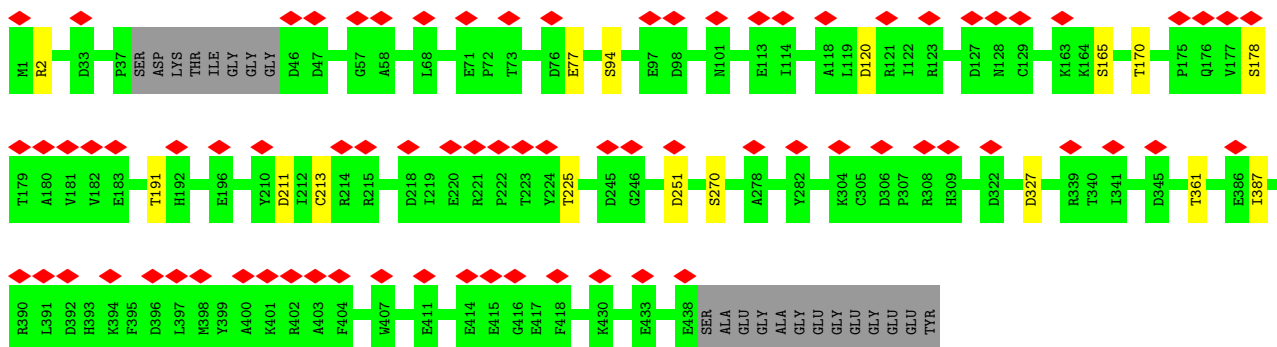 M1 R2 D33 P37 SER ASP LYS THR ILE GLY GLY GLY D46 D47 G57 A58 L68 E71 P72 T73 D76 E77 S94 E97 D98 N101 E113 I114 A118 L119 D120 R121 I122 R123 D127 N128 C129 K163 K164 S165 T170 P175 Q176 V177 S178
T179 A180 V181 V182 E183 T191 H192 E196 Y210 D211 I212 C213 R214 R215 D218 I219 E220 R221 P222 T223 Y224 T225 D245 G246 D251 S270 A278 Y282 K304 C305 D306 P307 R308 H309 D322 D327 R339 T340 I341 D345 T361 E386 I387
R390 L391 D392 H393 K394 F395 D396 L397 M398 Y399 A400 K401 R402 A403 F404 W407 E411 E414 E415 G416 E417 F418 K430 E433 E438 SER ALA GLU GLY ALA GLY GLU GLY GLU GLY GLU GLU TYR